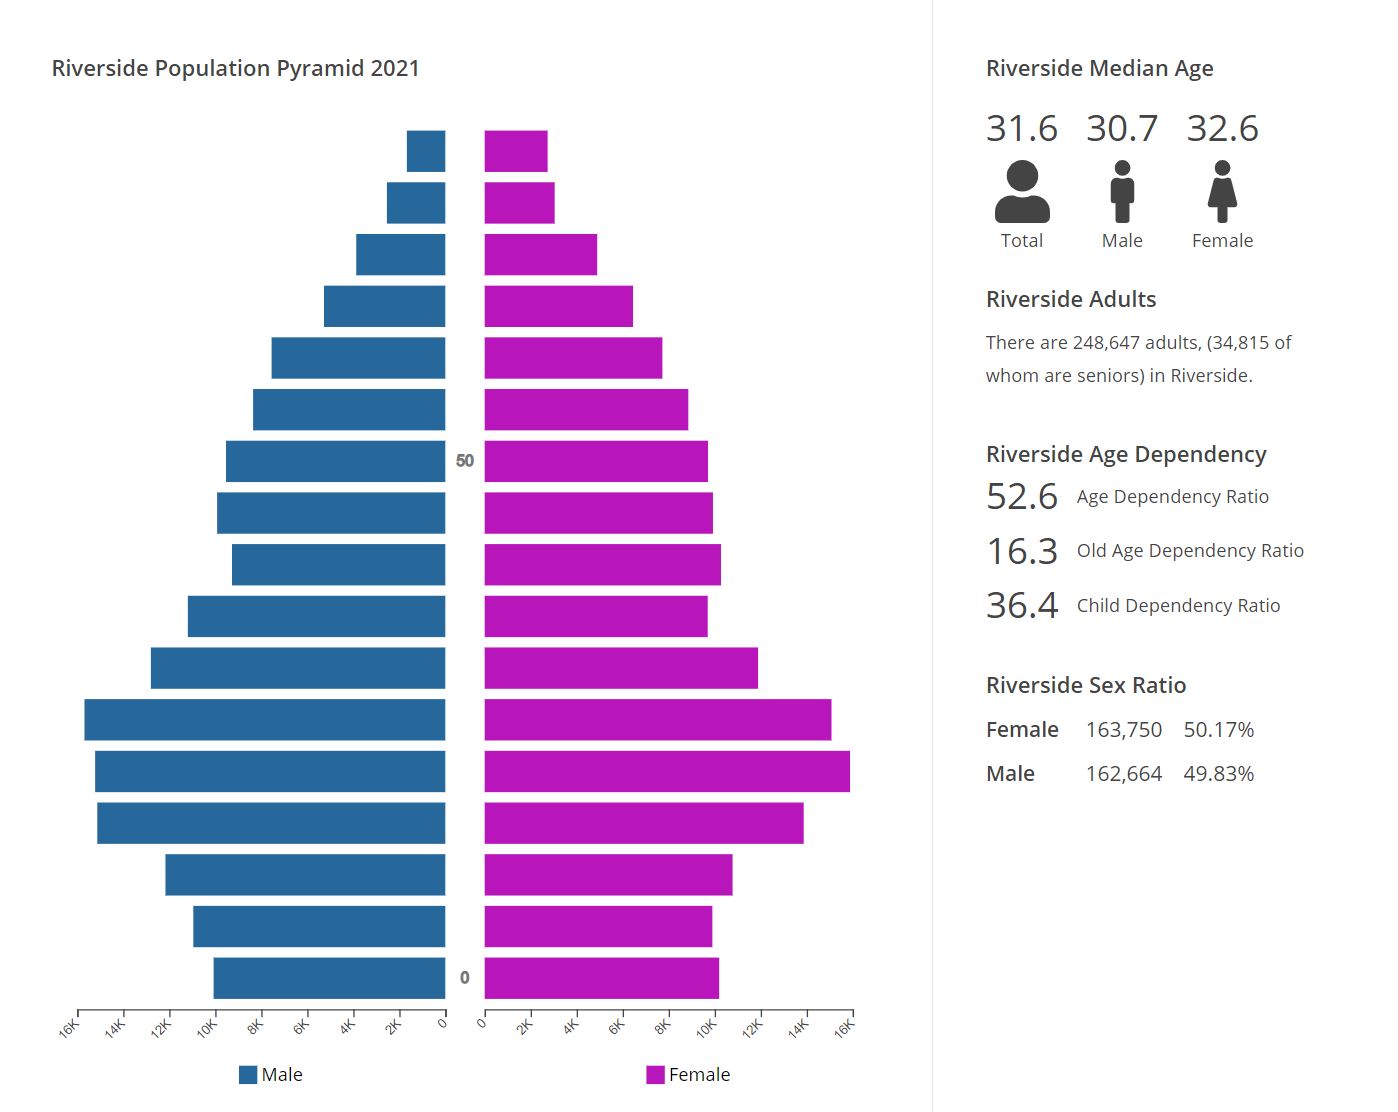 Riverside Population Pyramid 2021
50
0
16K 14K 12K 10K 8K 6K 4K 2K 0
0 2K 4K 6K 8K 10K 12K 14K 16K
Male
Female
Riverside Median Age
31.6 30.7 32.6
Total Male Female
Riverside Adults
There are 248,647 adults, (34,815 of
whom are seniors) in Riverside.
Riverside Age Dependency
52.6 Age Dependency Ratio
16.3 Old Age Dependency Ratio
36.4 Child Dependency Ratio
Riverside Sex Ratio
Female 163,750 50.17%
Male 162,664 49.83%